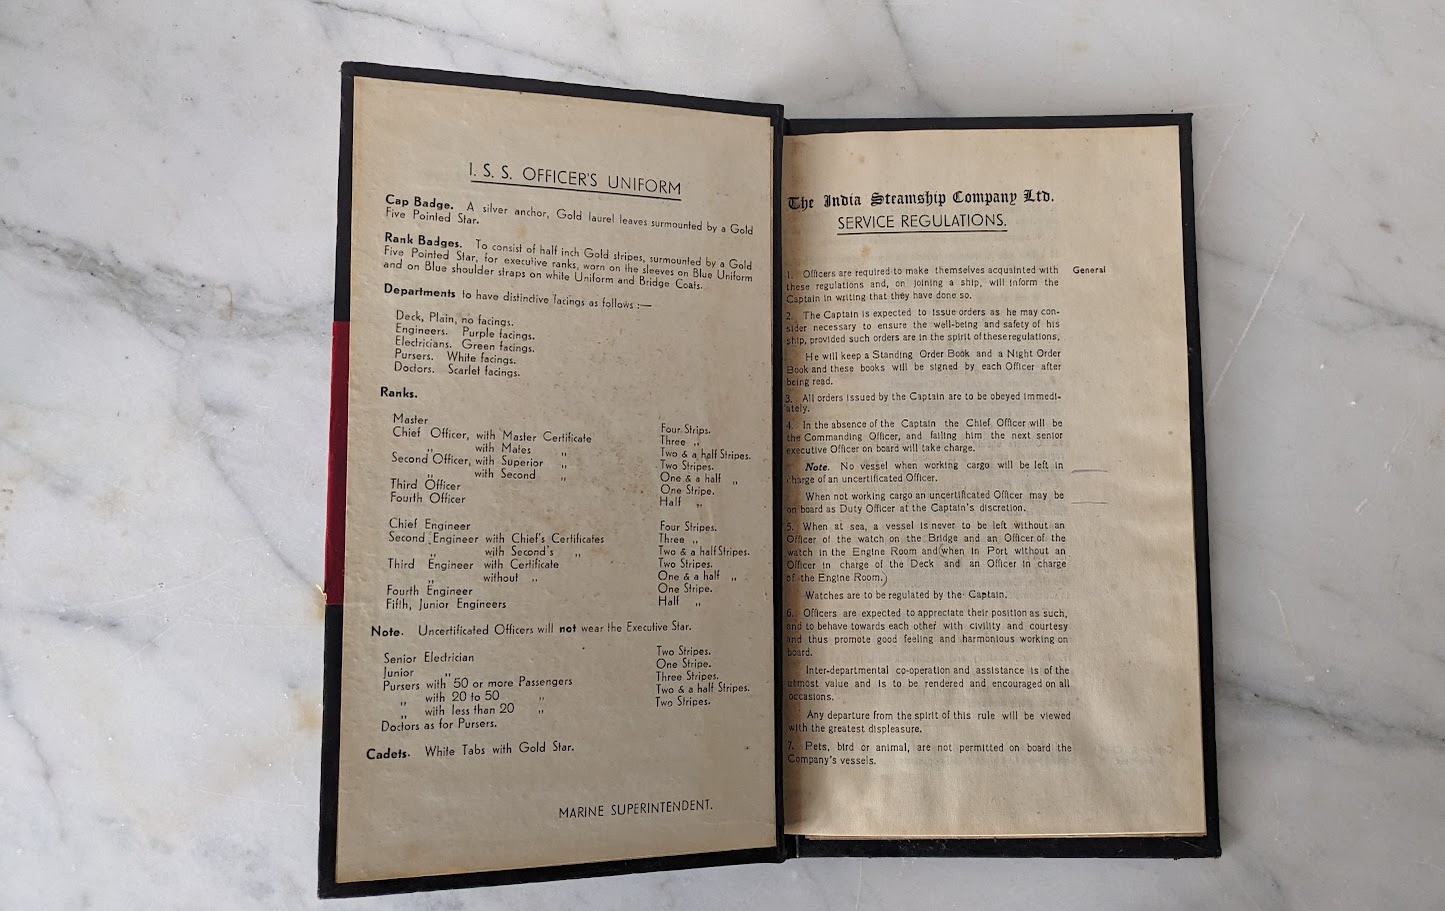 I. S. S. OFFICER'S UNIFORM
Cap Badge. A silver anchor, Gold laurel leaves surmounted by a Gold
Five Pointed Star.
Rank Badges. To consist of half inch Gold stripes, surmounted by a Gold
Five Pointed Star, for executive ranks, worn on the sleeves on Blue Uniform
and on Blue shoulder straps on white Uniform and Bridge Coats.
Departments to have distinctive facings as follows :—
Deck, Plain, no facings.
Engineers. Purple facings.
Electricians. Green facings.
Pursers. White facings.
Doctors. Scarlet facings.
Ranks.
Master Four Strips.
Chief Officer, with Master Certificate Three „
„ with Mates „ Two & a half Stripes.
Second Officer, with Superior „ Two Stripes.
„ with Second „ One & a half „
Third Officer One Stripe.
Fourth Officer Half „
Chief Engineer Four Stripes.
Second Engineer with Chief's Certificates Three „
„ with Second's „ Two & a half Stripes.
Third Engineer with Certificate Two Stripes.
„ without „ One & a half „
Fourth Engineer One Stripe.
Fifth, Junior Engineers Half „
Note. Uncertificated Officers will not wear the Executive Star.
Senior Electrician Two Stripes.
Junior „ One Stripe.
Pursers with 50 or more Passengers Three Stripes.
„ with 20 to 50 „ Two & a half Stripes.
„ with less than 20 „ Two Stripes.
Doctors as for Pursers.
Cadets. White Tabs with Gold Star.
MARINE SUPERINTENDENT.
The India Steamship Company Ltd.
SERVICE REGULATIONS.
1. Officers are required to make themselves acquainted with General
these regulations and, on joining a ship, will inform the
Captain in writing that they have done so.
2. The Captain is expected to issue orders as he may con-
sider necessary to ensure the well-being and safety of his
ship, provided such orders are in the spirit of these regulations.
He will keep a Standing Order Book and a Night Order
Book and these books will be signed by each Officer after
being read.
3. All orders issued by the Captain are to be obeyed immedi-
ately.
4. In the absence of the Captain the Chief Officer will be
the Commanding Officer, and failing him the next senior
executive Officer on board will take charge.
Note. No vessel when working cargo will be left in
charge of an uncertificated Officer.
When not working cargo an uncertificated Officer may be
on board as Duty Officer at the Captain's discretion.
5. When at sea, a vessel is never to be left without an
Officer of the watch on the Bridge and an Officer of the
watch in the Engine Room and (when in Port without an
Officer in charge of the Deck and an Officer in charge
of the Engine Room.)
Watches are to be regulated by the Captain.
6. Officers are expected to appreciate their position as such,
and to behave towards each other with civility and courtesy
and thus promote good feeling and harmonious working on
board.
Inter-departmental co-operation and assistance is of the
utmost value and is to be rendered and encouraged on all
occasions.
Any departure from the spirit of this rule will be viewed
with the greatest displeasure.
7. Pets, bird or animal, are not permitted on board the
Company's vessels.